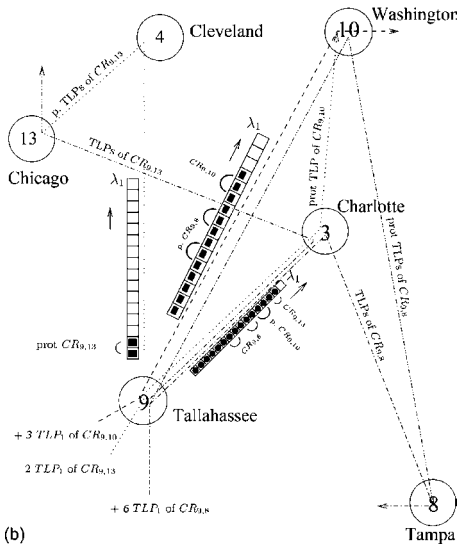 10
Washington
4
Cleveland
p. TLPs of CR9,13
13
Chicago
TLPs of CR9,13
λ1
CR9,10
p. CR9,8
prot TLP of CR9,10
λ1
Charlotte
3
prot TLPs of CR9,8
TLPs of CR9,8
λ1
CR9,13
p. CR9,10
CR9,8
prot CR9,13
9
Tallahassee
+ 3 TLP1 of CR9,10
2 TLP1 of CR9,13
+ 6 TLP1 of CR9,8
8
Tampa
(b)